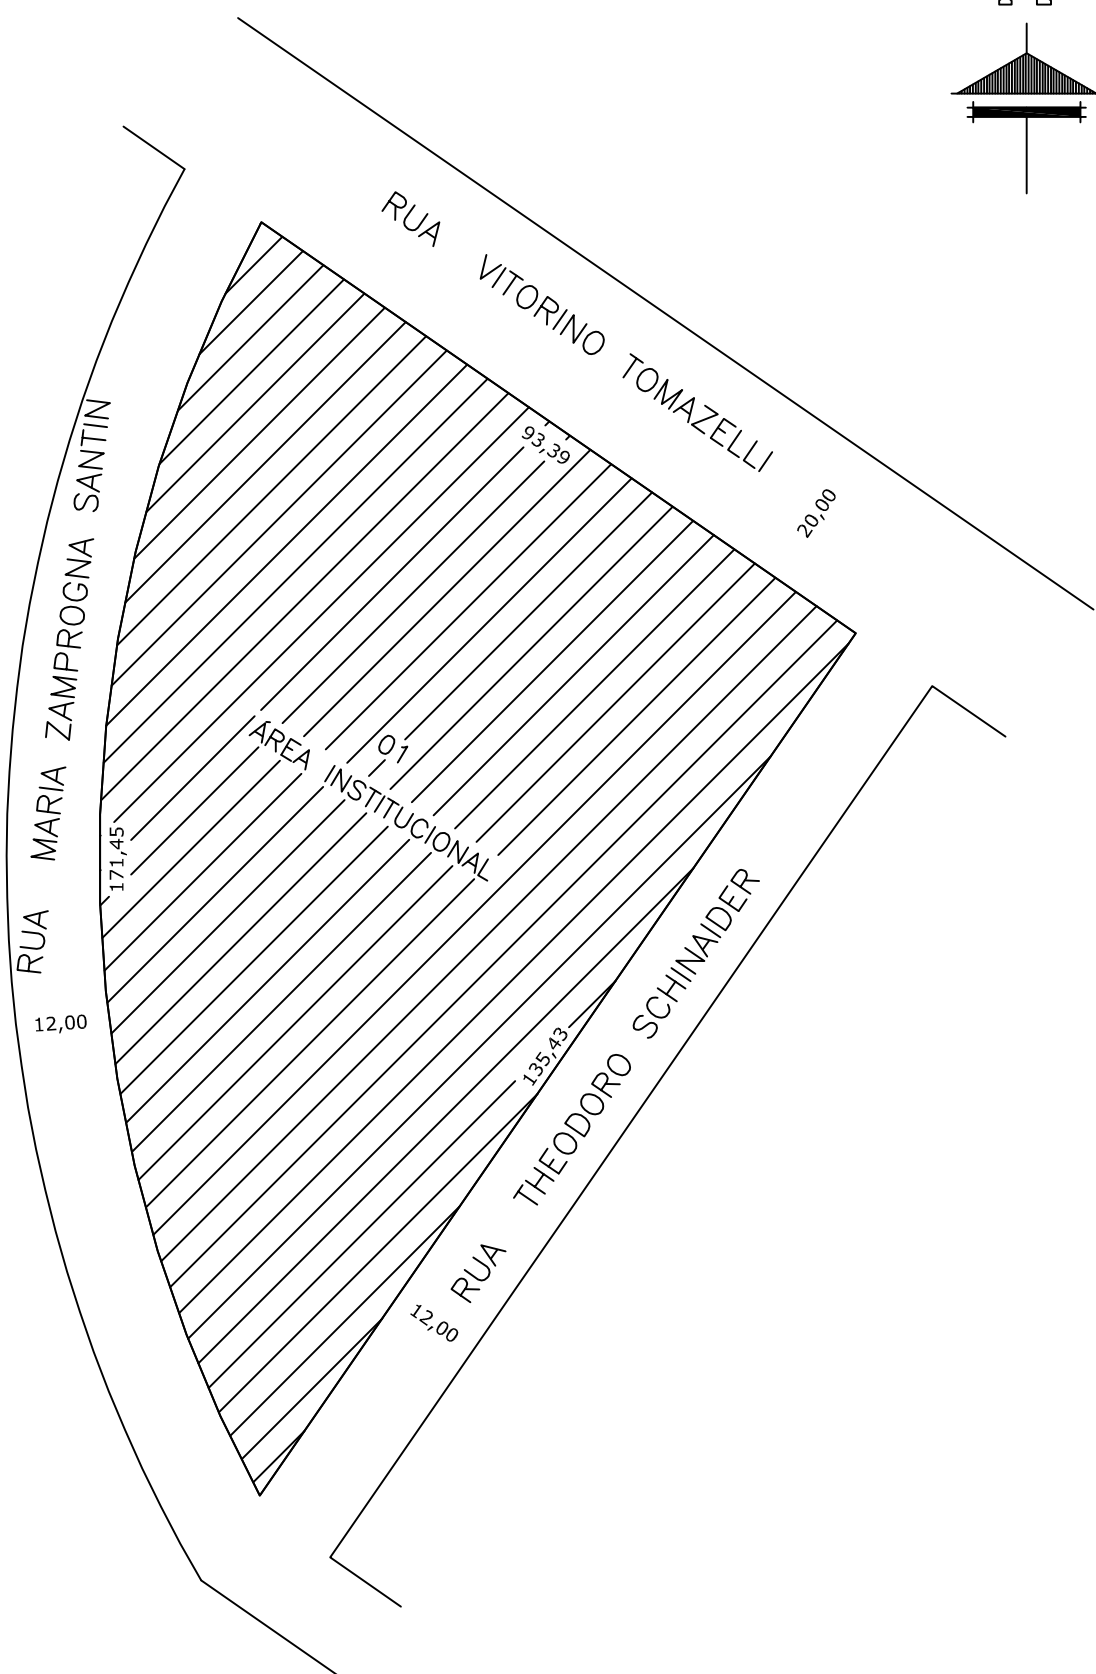 RUA VITORINO TOMAZELLI
93,39
20,00
RUA MARIA ZAMPROGNA SANTIN
01
ÁREA INSTITUCIONAL
171,45
12,00
135,43
RUA THEODORO SCHINAIDER
12,00